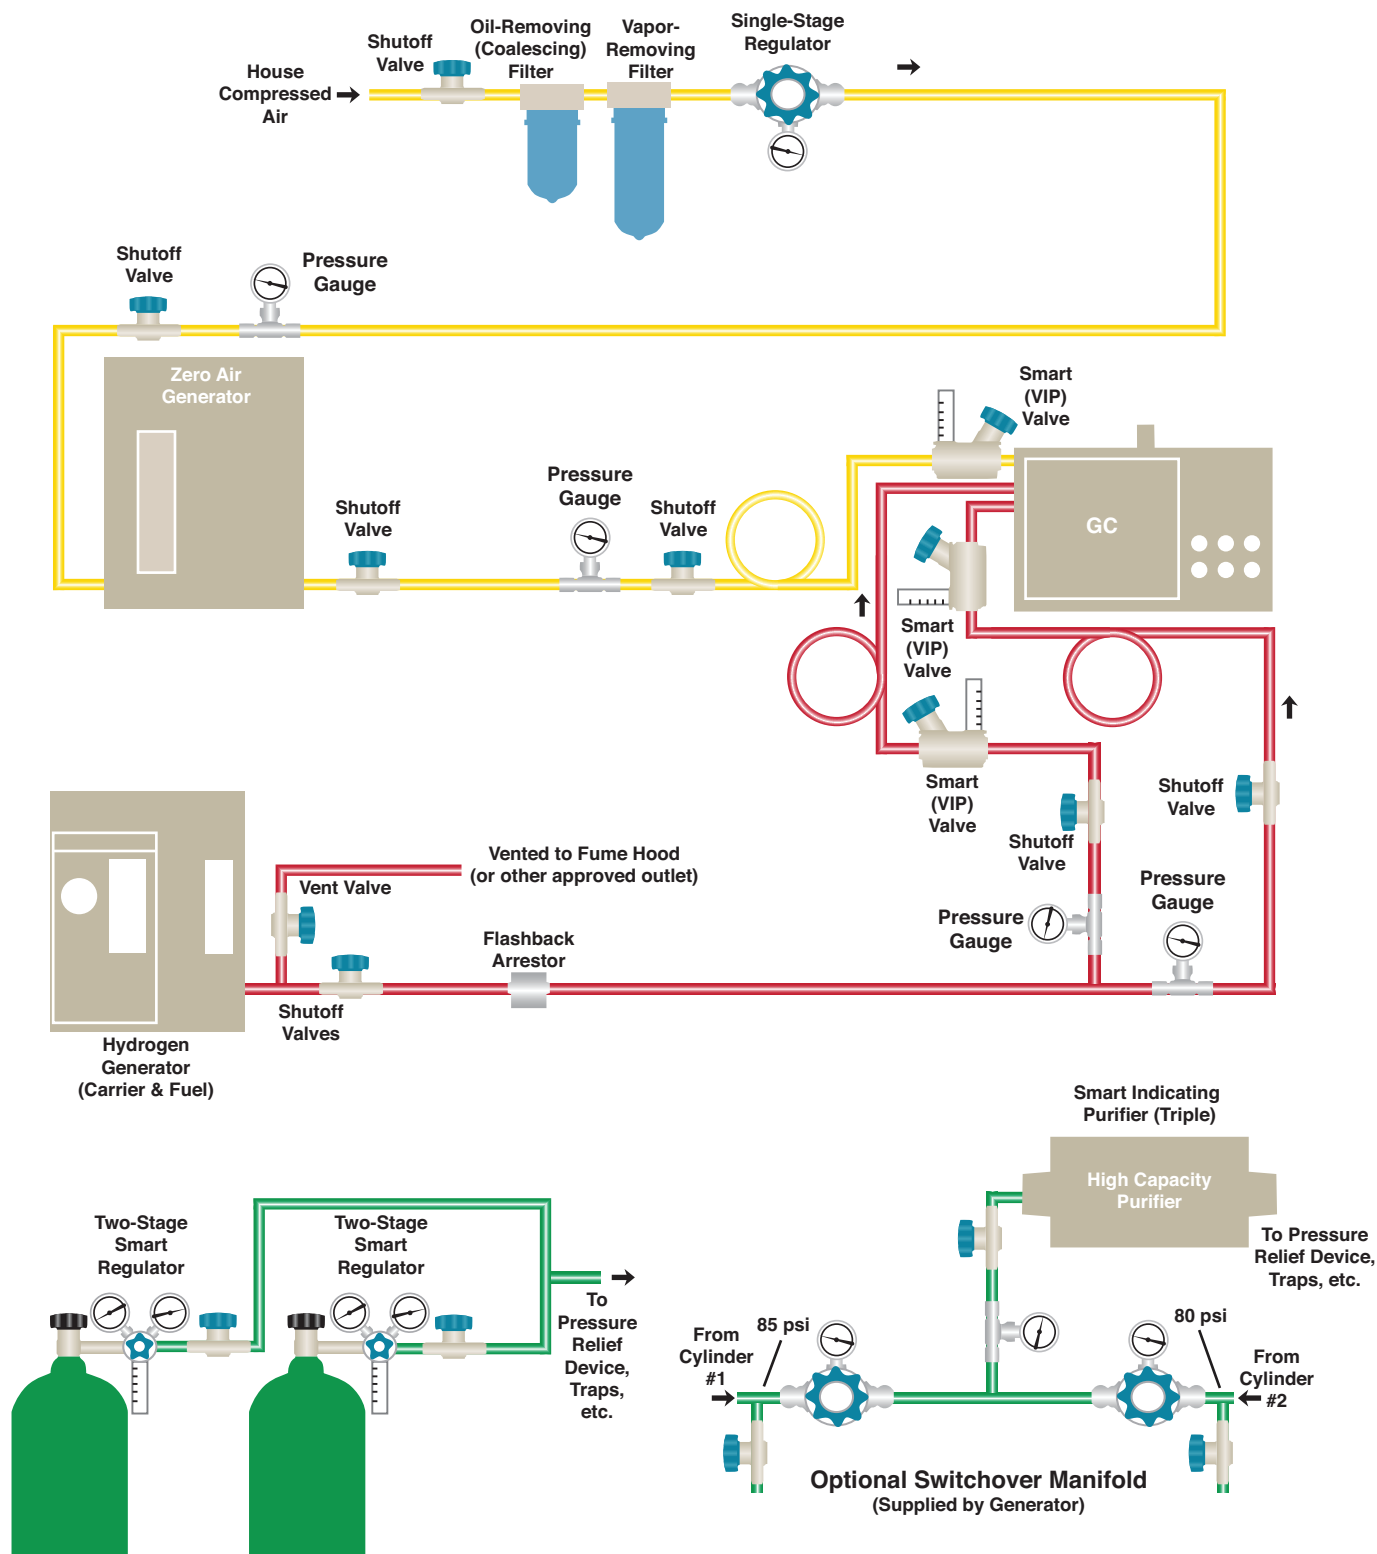 Shutoff
Valve
Oil-Removing
(Coalescing)
Filter
Vapor-
Removing
Filter
Single-Stage
Regulator
House
Compressed
Air
Shutoff
Valve
Pressure
Gauge
Zero Air
Generator
Smart
(VIP)
Valve
Shutoff
Valve
Pressure
Gauge
Shutoff
Valve
GC
Smart
(VIP)
Valve
Smart
(VIP)
Valve
Shutoff
Valve
Shutoff
Valve
Vented to Fume Hood
(or other approved outlet)
Vent Valve
Pressure
Gauge
Pressure
Gauge
Flashback
Arrestor
Shutoff
Valves
Hydrogen
Generator
(Carrier & Fuel)
Smart Indicating
Purifier (Triple)
High Capacity
Purifier
Two-Stage
Smart
Regulator
Two-Stage
Smart
Regulator
To Pressure
Relief Device,
Traps, etc.
To
Pressure
Relief
Device,
Traps,
etc.
From
Cylinder
#1
85 psi
80 psi
From
Cylinder
#2
Optional Switchover Manifold
(Supplied by Generator)